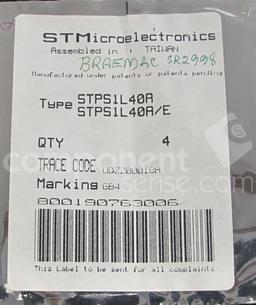 STMicroelectronics
Assembled in : TAIWAN
BRAEMAC SR2998
Manufactured under patents or patents pending
Type STPS1L40A
STPS1L40A/E
QTY 4
TRACE CODE
Marking GB4
800190763006
This Label to be sent for all complaints
component
sense.com